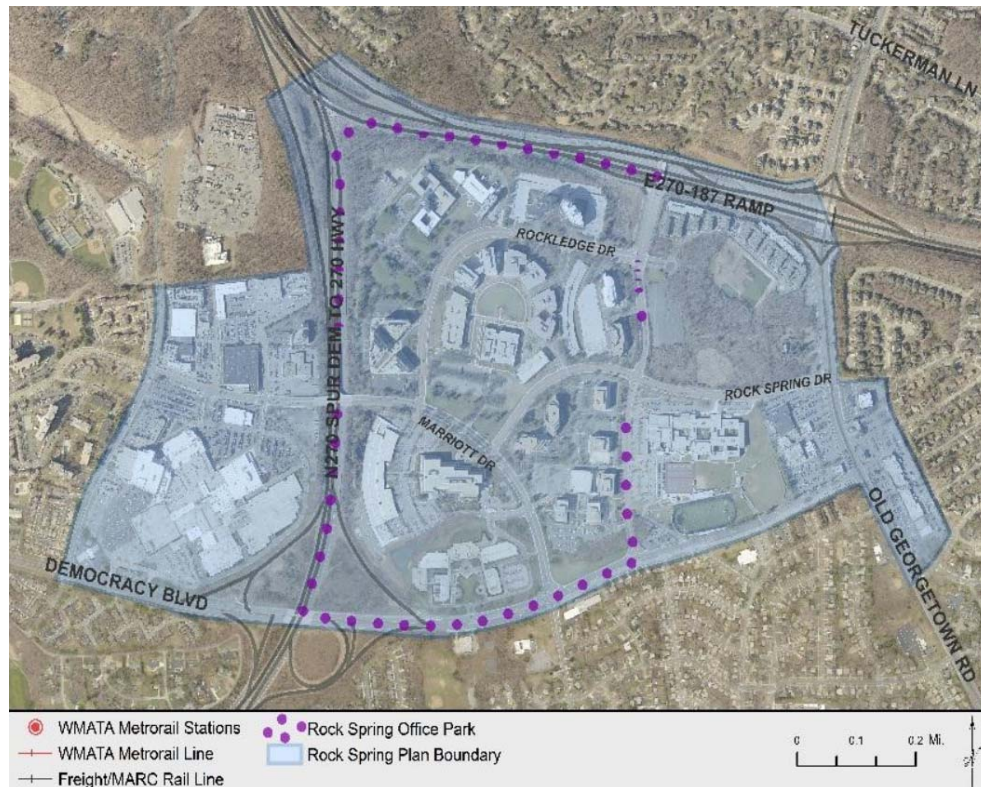 TUCKERMAN LN
E270-187 RAMP
ROCKLEDGE DR
N270 SPUR DEM TO 270 HWY
ROCK SPRING DR
MARRIOTT DR
OLD GEORGETOWN RD
DEMOCRACY BLVD
WMATA Metrorail Stations
WMATA Metrorail Line
Freight/MARC Rail Line
Rock Spring Office Park
Rock Spring Plan Boundary
0 0.1 0.2 Mi.